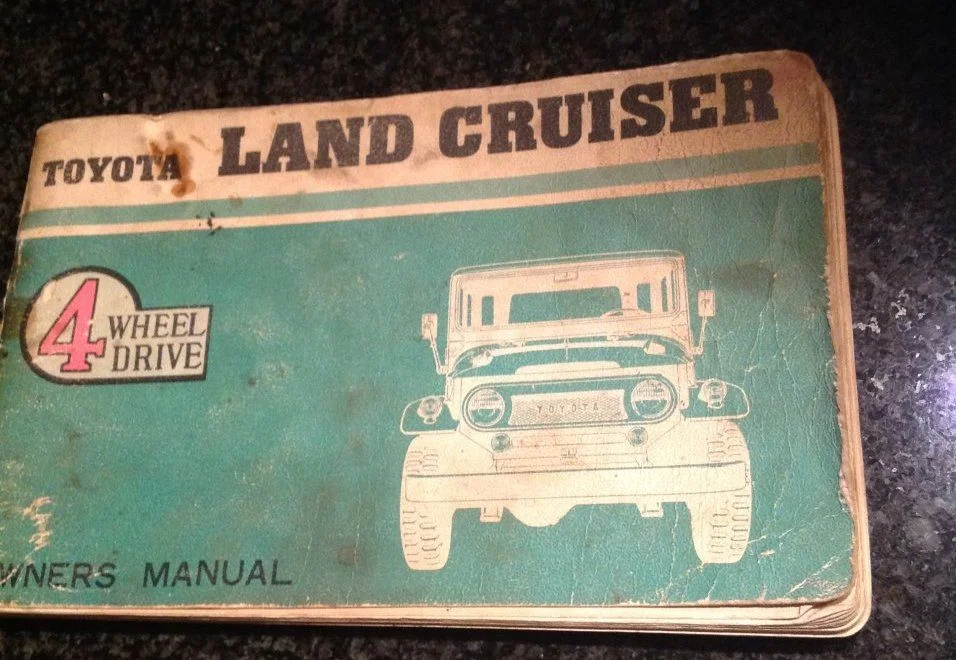 TOYOTA LAND CRUISER
4 WHEEL
DRIVE
TOYOTA
WNERS MANUAL